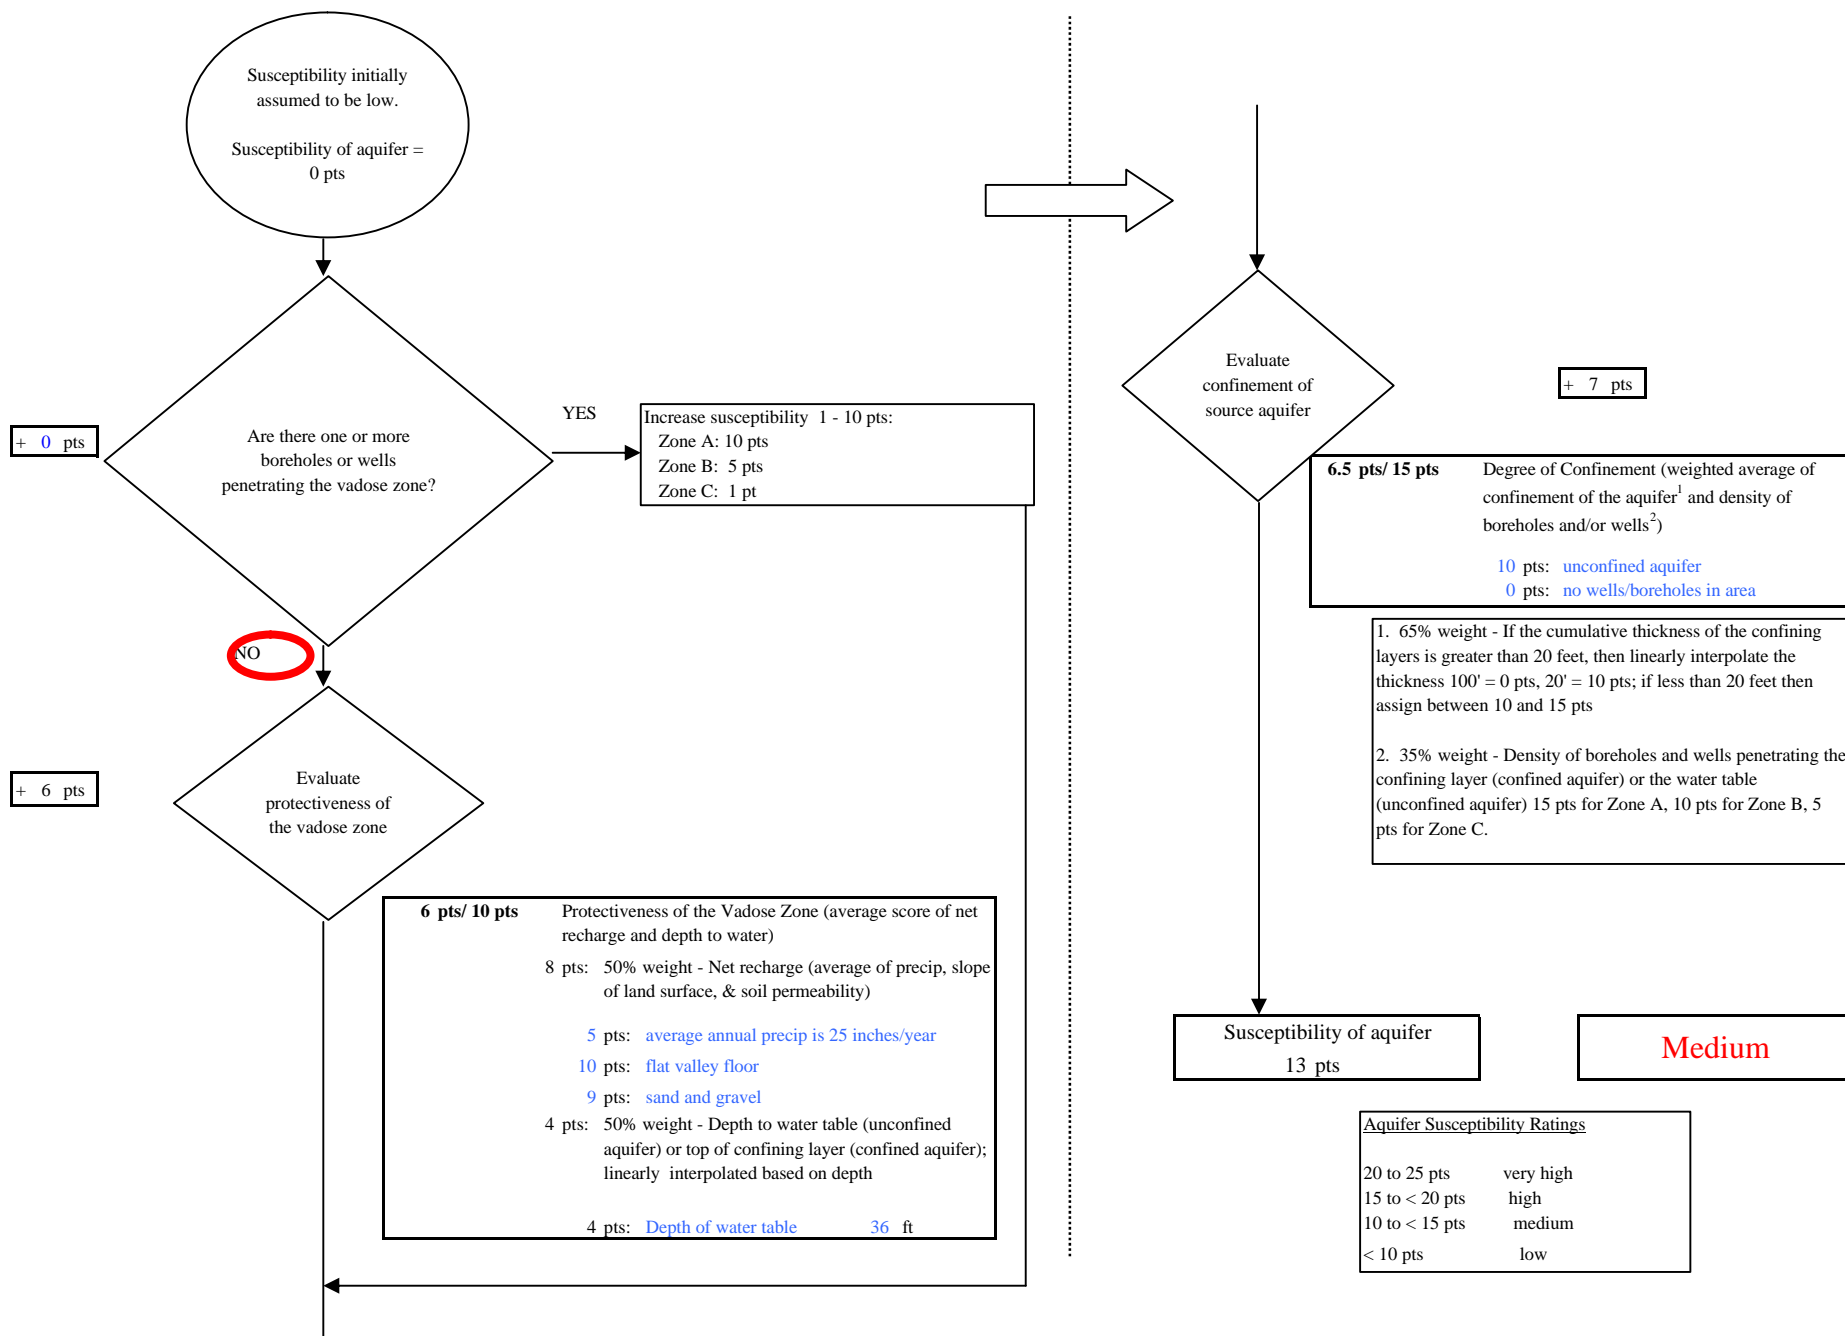 Susceptibility initially
assumed to be low.
Susceptibility of aquifer =
0 pts
+ 0 pts
Are there one or more
boreholes or wells
penetrating the vadose zone?
YES
Increase susceptibility 1 - 10 pts:
Zone A: 10 pts
Zone B: 5 pts
Zone C: 1 pt
NO
+ 6 pts
Evaluate
protectiveness of
the vadose zone
6 pts/ 10 pts Protectiveness of the Vadose Zone (average score of net
recharge and depth to water)
8 pts: 50% weight - Net recharge (average of precip, slope
of land surface, & soil permeability)
5 pts: average annual precip is 25 inches/year
10 pts: flat valley floor
9 pts: sand and gravel
4 pts: 50% weight - Depth to water table (unconfined
aquifer) or top of confining layer (confined aquifer);
linearly interpolated based on depth
4 pts: Depth of water table 36 ft
Evaluate
confinement of
source aquifer
+ 7 pts
6.5 pts/ 15 pts Degree of Confinement (weighted average of
confinement of the aquifer1 and density of
boreholes and/or wells2)
10 pts: unconfined aquifer
0 pts: no wells/boreholes in area
1. 65% weight - If the cumulative thickness of the confining
layers is greater than 20 feet, then linearly interpolate the
thickness 100' = 0 pts, 20' = 10 pts; if less than 20 feet then
assign between 10 and 15 pts
2. 35% weight - Density of boreholes and wells penetrating the
confining layer (confined aquifer) or the water table
(unconfined aquifer) 15 pts for Zone A, 10 pts for Zone B, 5
pts for Zone C.
Susceptibility of aquifer
13 pts
Medium
Aquifer Susceptibility Ratings
20 to 25 pts very high
15 to < 20 pts high
10 to < 15 pts medium
< 10 pts low